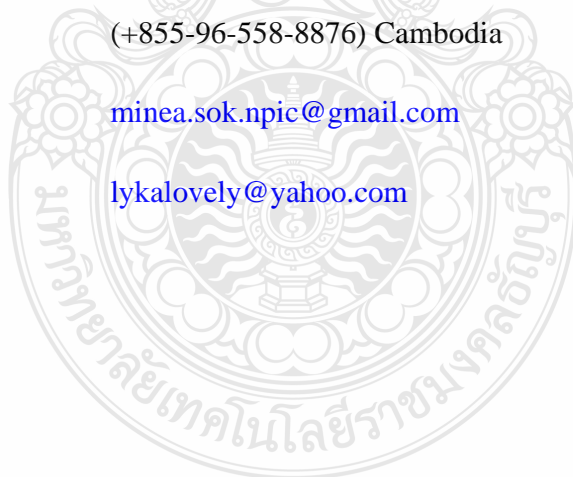 (+855-96-558-8876) Cambodia
minea.sok.npic@gmail.com
lykalovely@yahoo.com
มหาวิทยาลัยเทคโนโลยีราชมงคลธัญบุรี